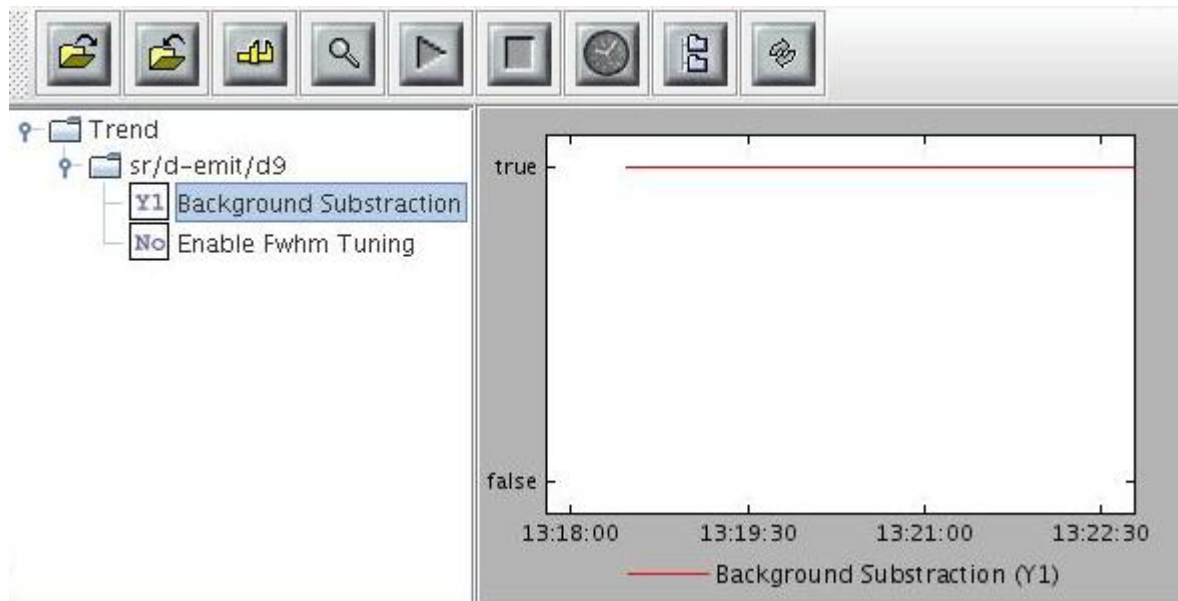 Trend
sr/d-emit/d9
Y1 Background Substraction
No Enable Fwhm Tuning
true
false
13:18:00 13:19:30 13:21:00 13:22:30
Background Substraction (Y1)